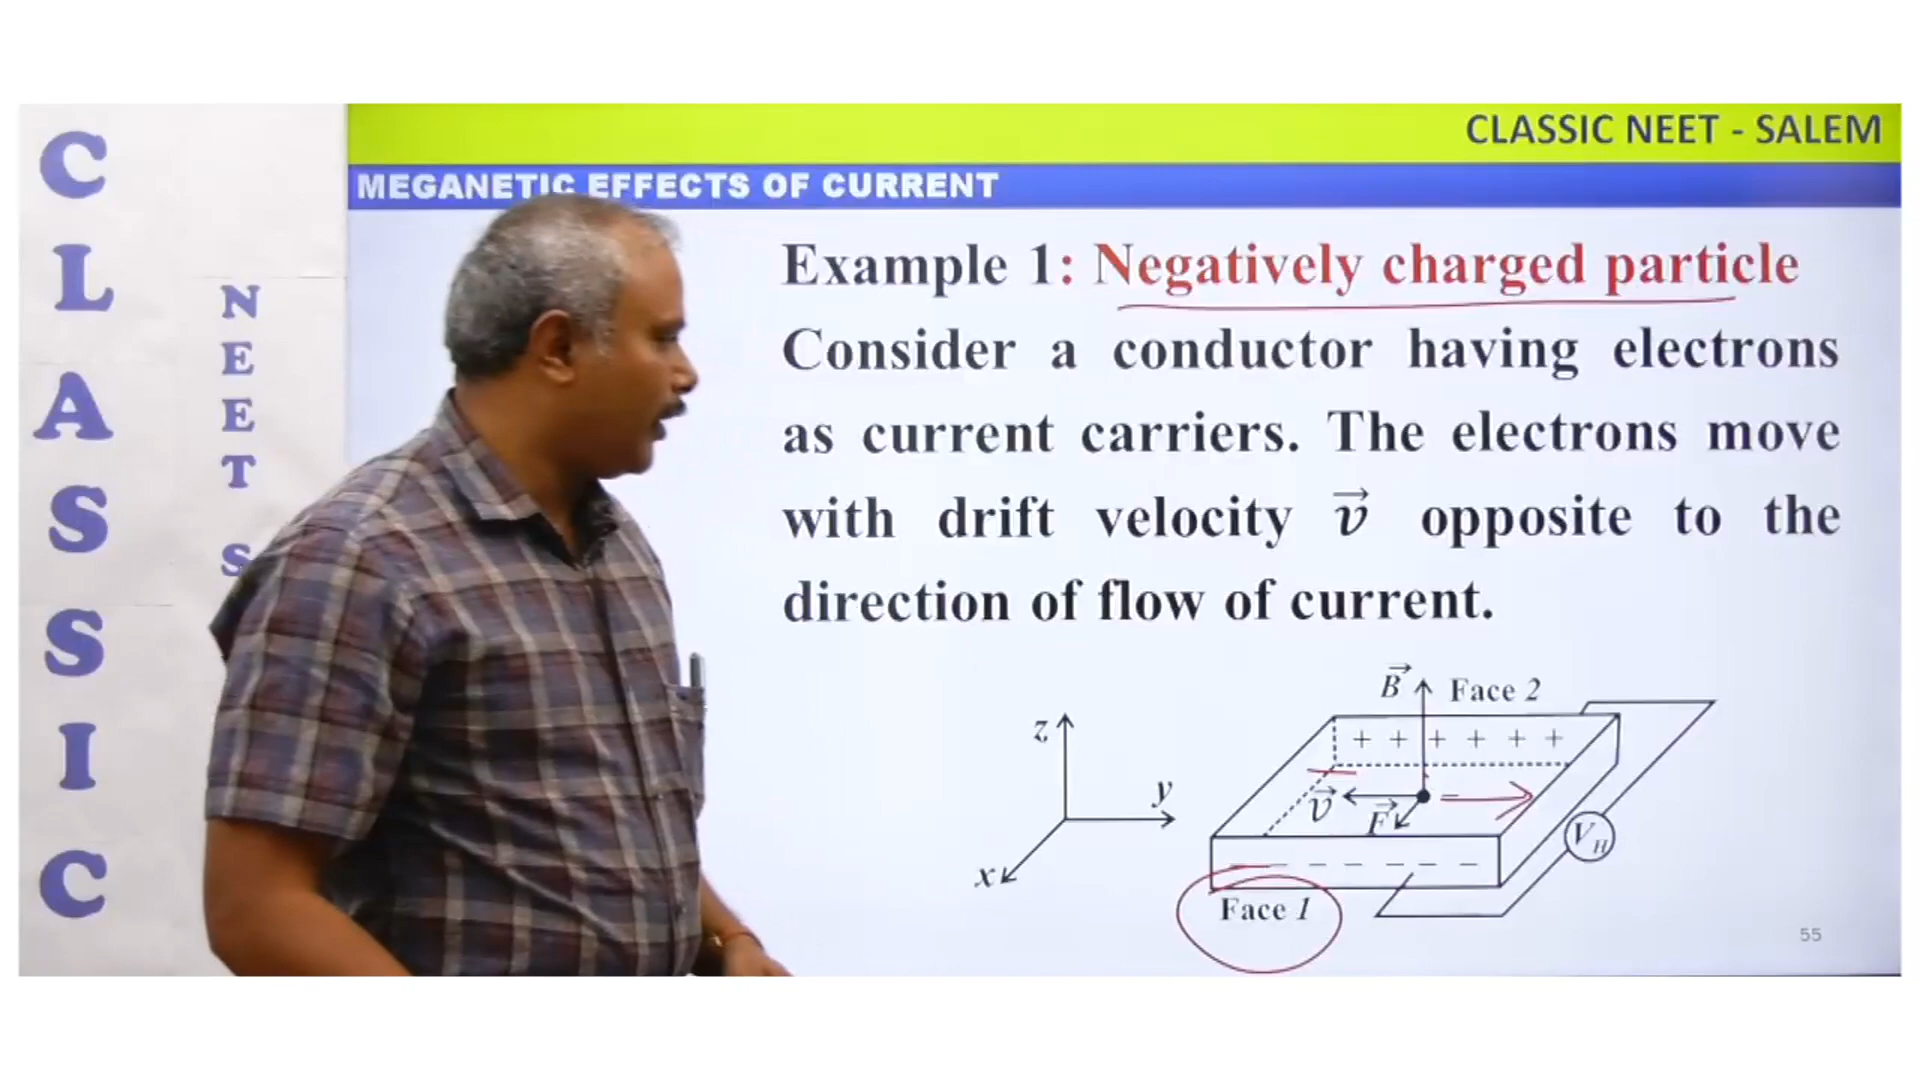 CLASSIC
NEETS
CLASSIC NEET - SALEM
MEGANETIC EFFECTS OF CURRENT
Example 1: Negatively charged particle
Consider a conductor having electrons
as current carriers. The electrons move
with drift velocity v⃗ opposite to the
direction of flow of current.
B⃗ Face 2
z
+ + + + + +
y
v⃗ F⃗
V_H
x
− − − − −
Face 1
55